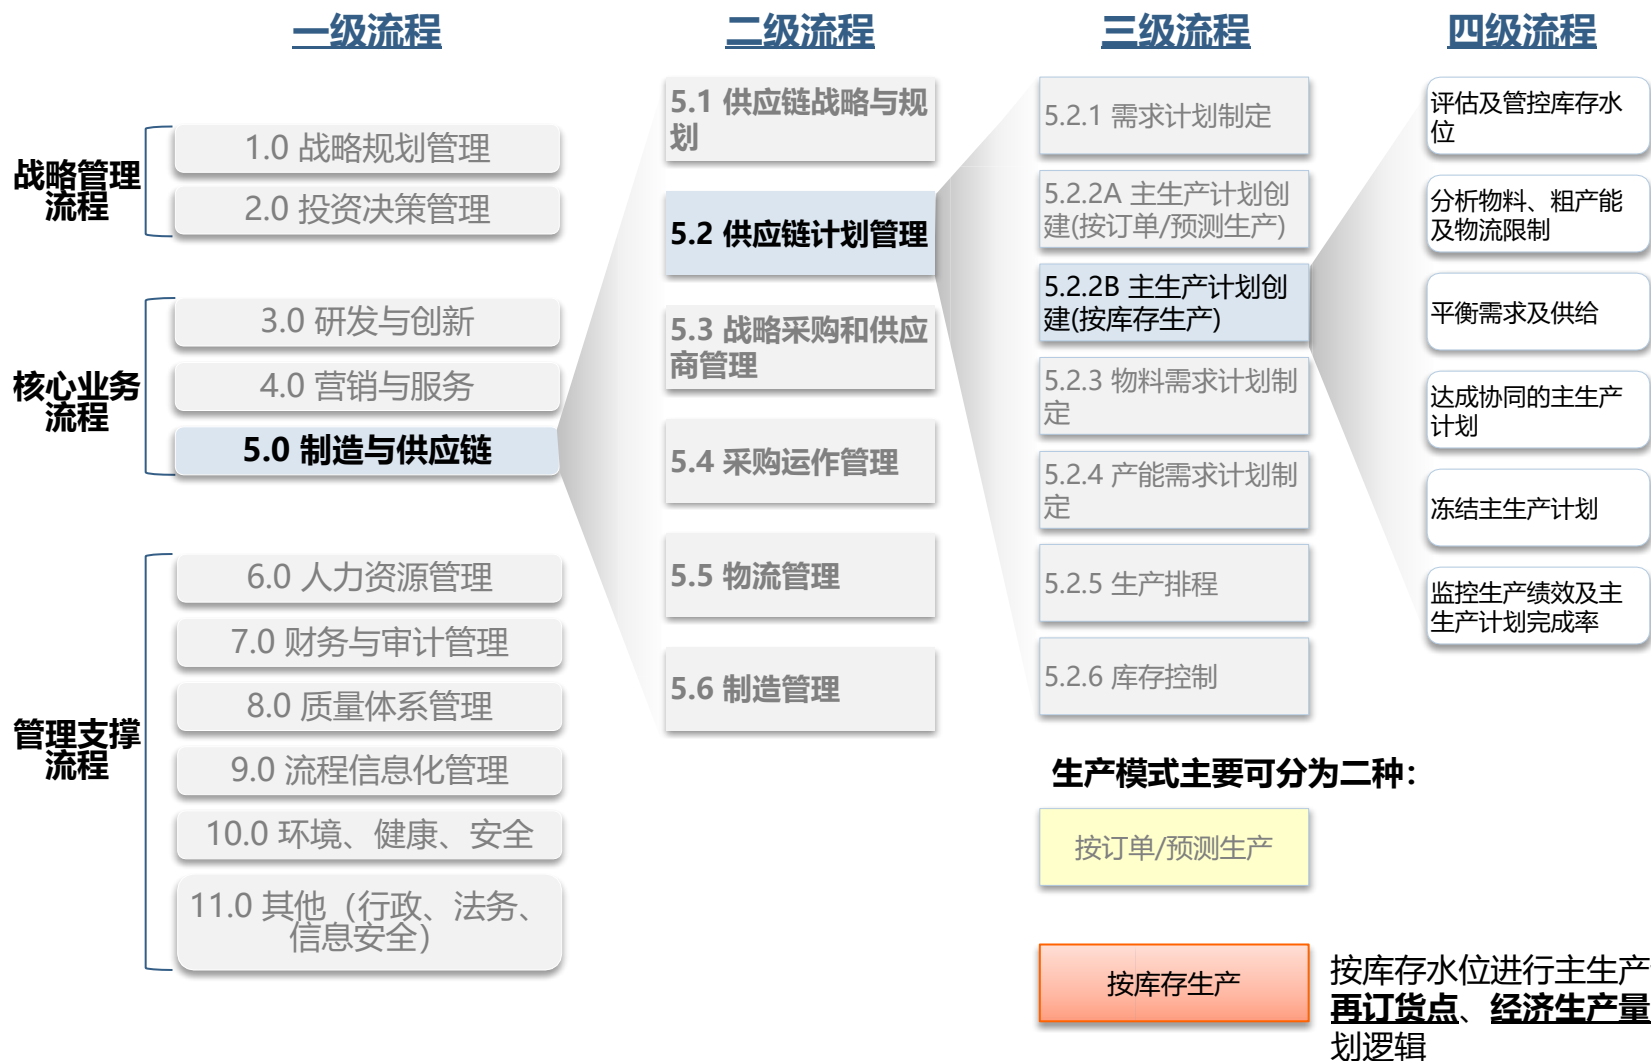 一级流程
二级流程
三级流程
四级流程
战略管理
流程
1.0 战略规划管理
2.0 投资决策管理
核心业务
流程
3.0 研发与创新
4.0 营销与服务
5.0 制造与供应链
管理支撑
流程
6.0 人力资源管理
7.0 财务与审计管理
8.0 质量体系管理
9.0 流程信息化管理
10.0 环境、健康、安全
11.0 其他（行政、法务、
信息安全）
5.1 供应链战略与规
划
5.2 供应链计划管理
5.3 战略采购和供应
商管理
5.4 采购运作管理
5.5 物流管理
5.6 制造管理
5.2.1 需求计划制定
5.2.2A 主生产计划创
建(按订单/预测生产)
5.2.2B 主生产计划创
建(按库存生产)
5.2.3 物料需求计划制
定
5.2.4 产能需求计划制
定
5.2.5 生产排程
5.2.6 库存控制
评估及管控库存水
位
分析物料、粗产能
及物流限制
平衡需求及供给
达成协同的主生产
计划
冻结主生产计划
监控生产绩效及主
生产计划完成率
生产模式主要可分为二种：
按订单/预测生产
按库存生产
按库存水位进行主生产
再订货点、经济生产量
划逻辑